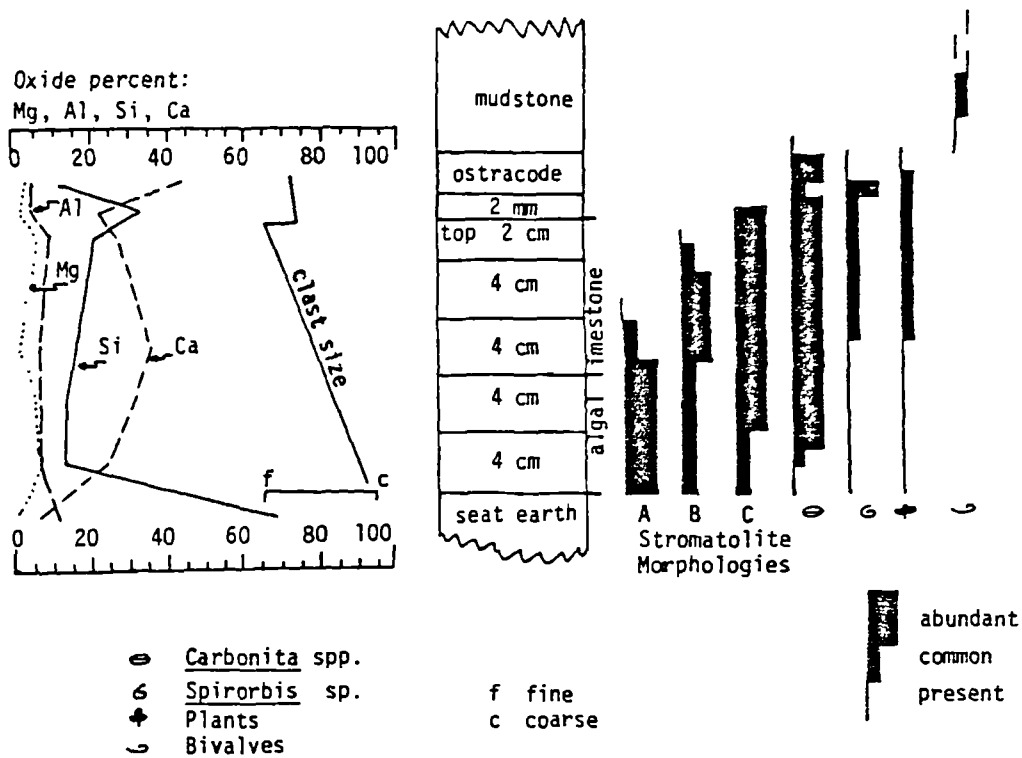 Oxide percent:
Mg, Al, Si, Ca
0 20 40 60 80 100
Al
Mg
Si
Ca
clast size
f
c
0 20 40 60 80 100
mudstone
ostracode
2 mm
top 2 cm
4 cm
4 cm
4 cm
4 cm
seat earth
algal limestone
A B C
Stromatolite
Morphologies
abundant
common
present
Carbonita spp.
Spirorbis sp.
Plants
Bivalves
f fine
c coarse